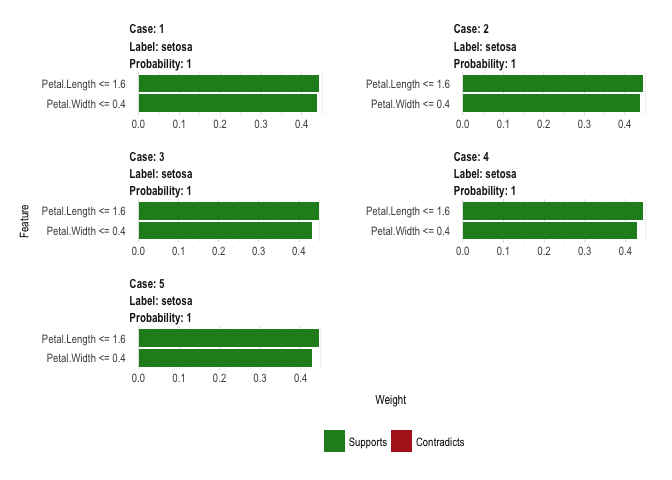 Case: 1
Label: setosa
Probability: 1
Petal.Length <= 1.6
Petal.Width <= 0.4
0.0 0.1 0.2 0.3 0.4
Case: 2
Label: setosa
Probability: 1
Petal.Length <= 1.6
Petal.Width <= 0.4
0.0 0.1 0.2 0.3 0.4
Feature
Case: 3
Label: setosa
Probability: 1
Petal.Length <= 1.6
Petal.Width <= 0.4
0.0 0.1 0.2 0.3 0.4
Case: 4
Label: setosa
Probability: 1
Petal.Length <= 1.6
Petal.Width <= 0.4
0.0 0.1 0.2 0.3 0.4
Case: 5
Label: setosa
Probability: 1
Petal.Length <= 1.6
Petal.Width <= 0.4
0.0 0.1 0.2 0.3 0.4
Weight
Supports Contradicts